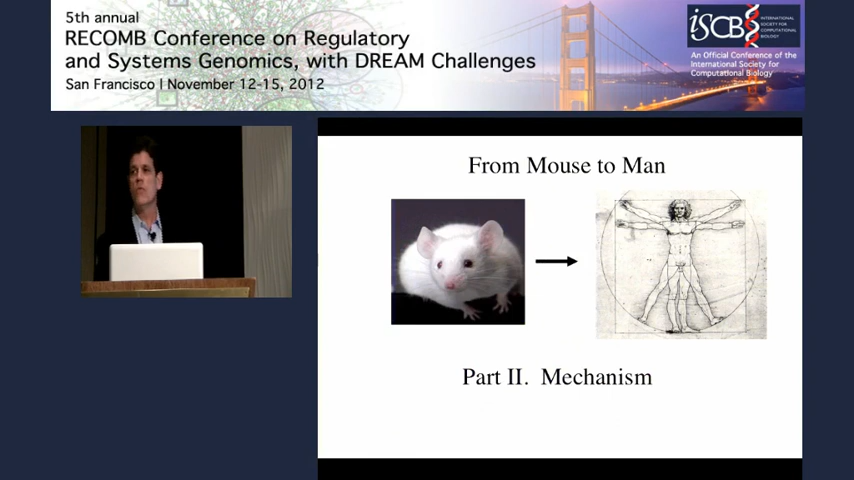 5th annual
RECOMB Conference on Regulatory
and Systems Genomics, with DREAM Challenges
San Francisco | November 12-15, 2012
iSCB
INTERNATIONAL
SOCIETY FOR
COMPUTATIONAL
BIOLOGY
An Official Conference of the
International Society for
Computational Biology
From Mouse to Man
Part II. Mechanism